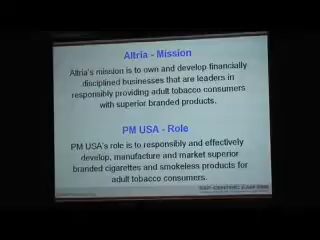 Altria - Mission
Altria's mission is to own and develop financially
disciplined businesses that are leaders in
responsibly providing adult tobacco consumers
with superior branded products.
PM USA - Role
PM USA's role is to responsibly and effectively
develop, manufacture and market superior
branded cigarettes and smokeless products for
adult tobacco consumers.